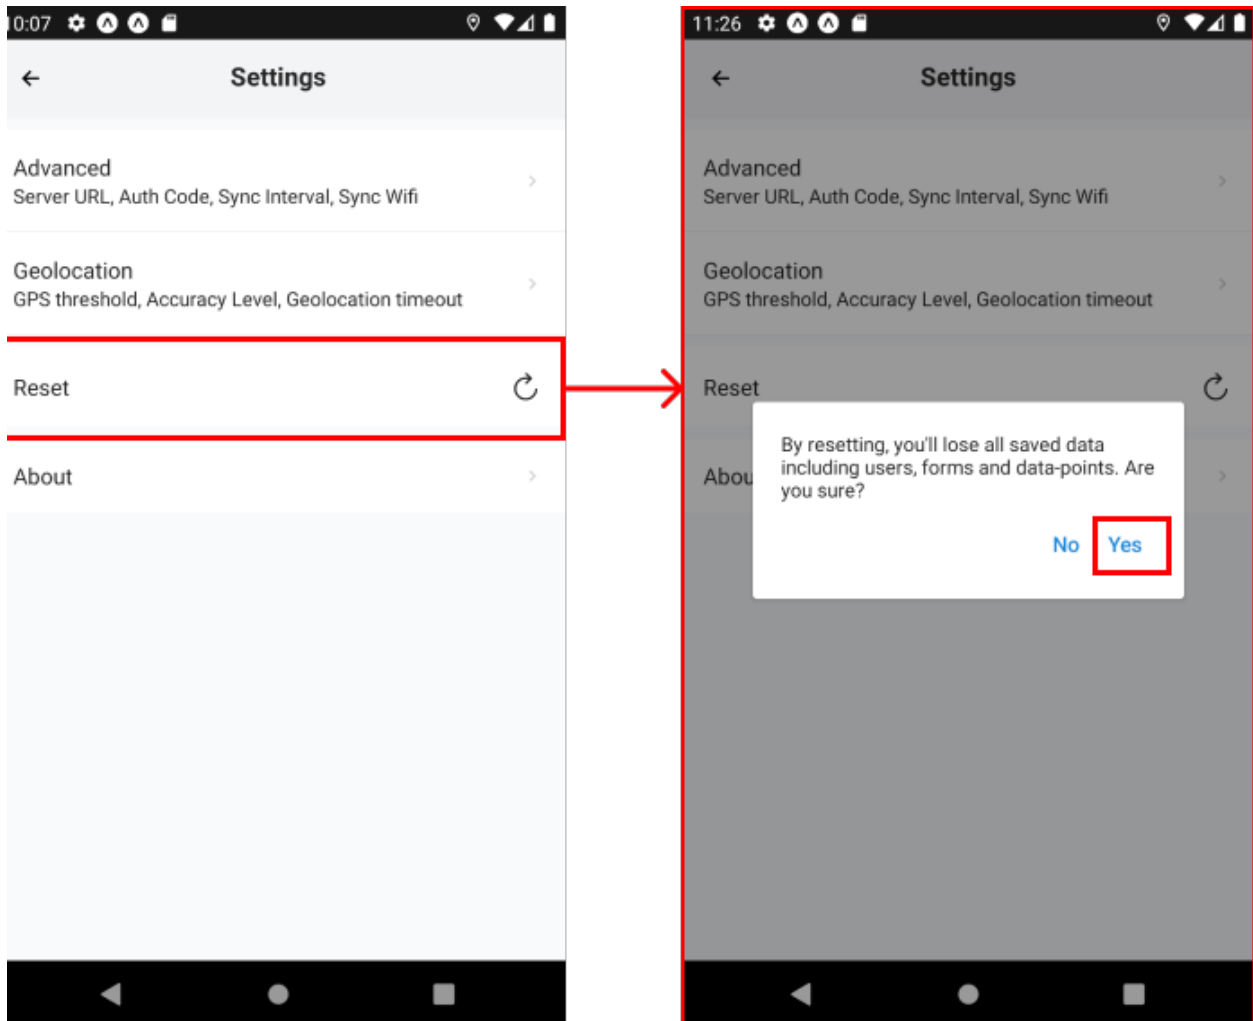 10:07
Settings
Advanced
Server URL, Auth Code, Sync Interval, Sync Wifi
Geolocation
GPS threshold, Accuracy Level, Geolocation timeout
Reset
About
11:26
Settings
Advanced
Server URL, Auth Code, Sync Interval, Sync Wifi
Geolocation
GPS threshold, Accuracy Level, Geolocation timeout
Reset
Abou
By resetting, you'll lose all saved data
including users, forms and data-points. Are
you sure?
No Yes